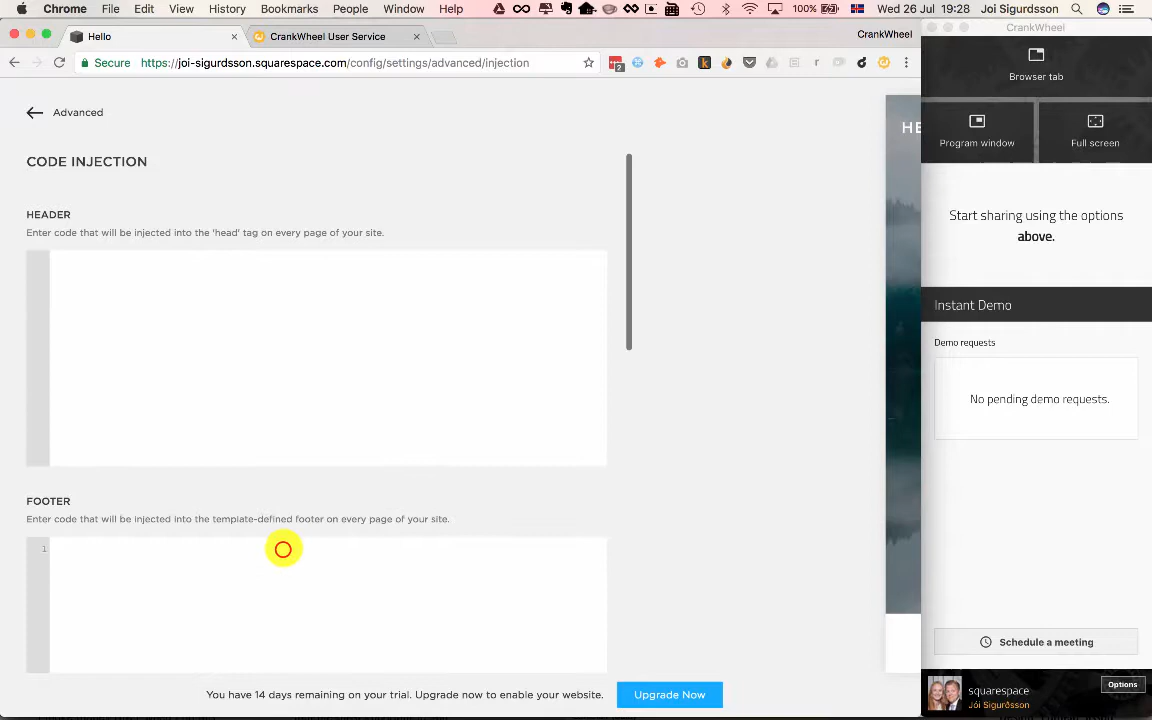 Chrome File Edit View History Bookmarks People Window Help 100% Wed 26 Jul 19:28 Joi Sigurdsson
Hello
CrankWheel User Service
CrankWheel
Secure https://joi-sigurdsson.squarespace.com/config/settings/advanced/injection
Advanced
CODE INJECTION
HEADER
Enter code that will be injected into the 'head' tag on every page of your site.
FOOTER
Enter code that will be injected into the template-defined footer on every page of your site.
1
You have 14 days remaining on your trial. Upgrade now to enable your website.
Upgrade Now
HE
CrankWheel
Browser tab
Program window
Full screen
Start sharing using the options
above.
Instant Demo
Demo requests
No pending demo requests.
Schedule a meeting
squarespace
Jói Sigurðsson
Options